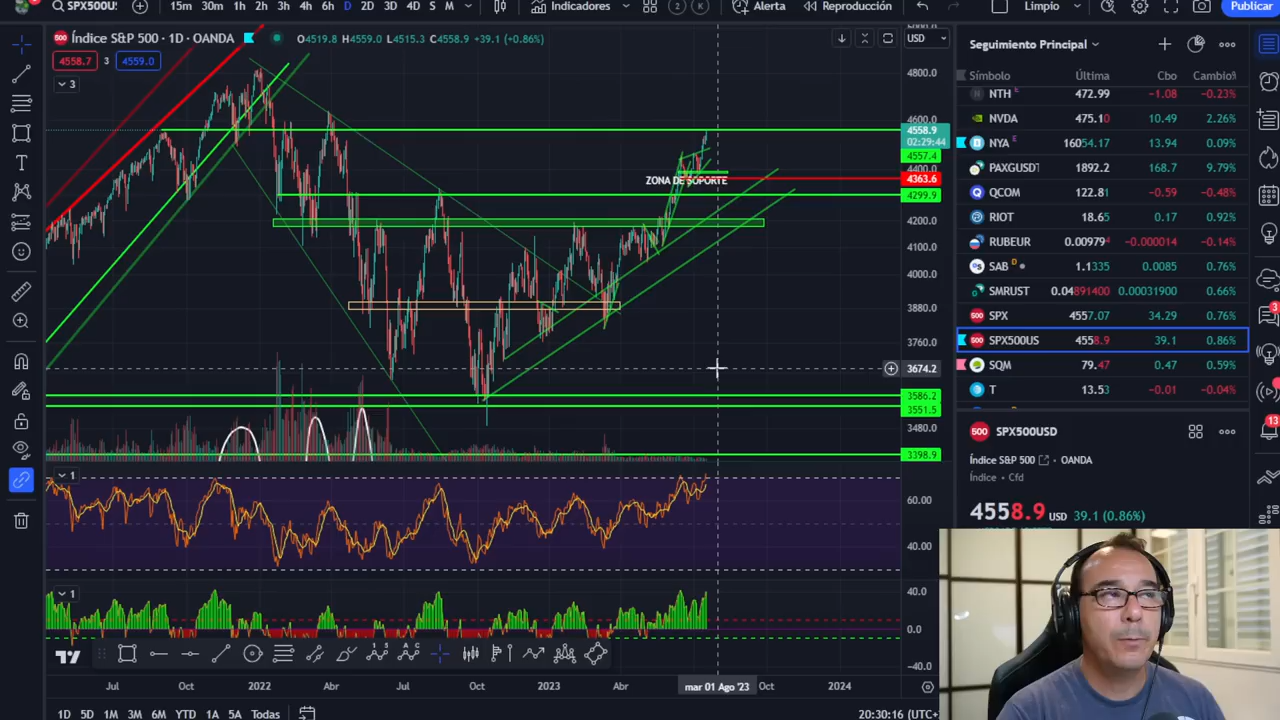 SPX500U
15m 30m 1h 2h 3h 4h 6h D 2D 3D 4D S M
Indicadores
2 K
Alerta
Reproducción
Limpio
Publicar
Índice S&P 500 · 1D · OANDA
O4519.8 H4559.0 L4515.3 C4558.9 +39.1 (+0.86%)
USD
4558.7 3 4559.0
3
4800.0
4600.0
4558.9
02:29:44
4557.4
4400.0
4363.6
4299.9
4200.0
4100.0
4000.0
3880.0
3760.0
3674.2
3586.2
3551.5
3480.0
3398.9
ZONA DE SOPORTE
1
60.00
40.00
1
40.0
0.0
−40.0
Jul Oct 2022 Abr Jul Oct 2023 Abr mar 01 Ago '23 Oct 2024
1D 5D 1M 3M 6M YTD 1A 5A Todas
20:30:16 (UTC+
Seguimiento Principal
Símbolo Última Cbo Cambio%
NTH E 472.99 −1.08 −0.23%
NVDA 475.10 10.49 2.26%
NYA E 16054.17 13.94 0.09%
PAXGUSDT 1892.2 168.7 9.79%
QCOM 122.81 −0.59 −0.48%
RIOT 18.65 0.17 0.92%
RUBEUR 0.009794 −0.000014 −0.14%
SAB D 1.1335 0.0085 0.76%
SMRUST 0.04891400 0.00031900 0.66%
SPX 4557.07 34.29 0.76%
SPX500US 4558.9 39.1 0.86%
SQM 79.47 0.47 0.59%
T 13.53 −0.01 −0.04%
500 SPX500USD
Índice S&P 500 · OANDA
Índice · Cfd
4558.9 USD 39.1 (0.86%)
3
13